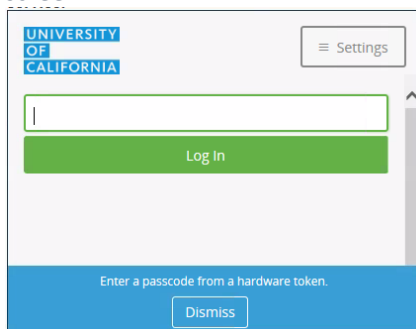 UNIVERSITY
OF
CALIFORNIA
≡ Settings
Log In
Enter a passcode from a hardware token.
Dismiss